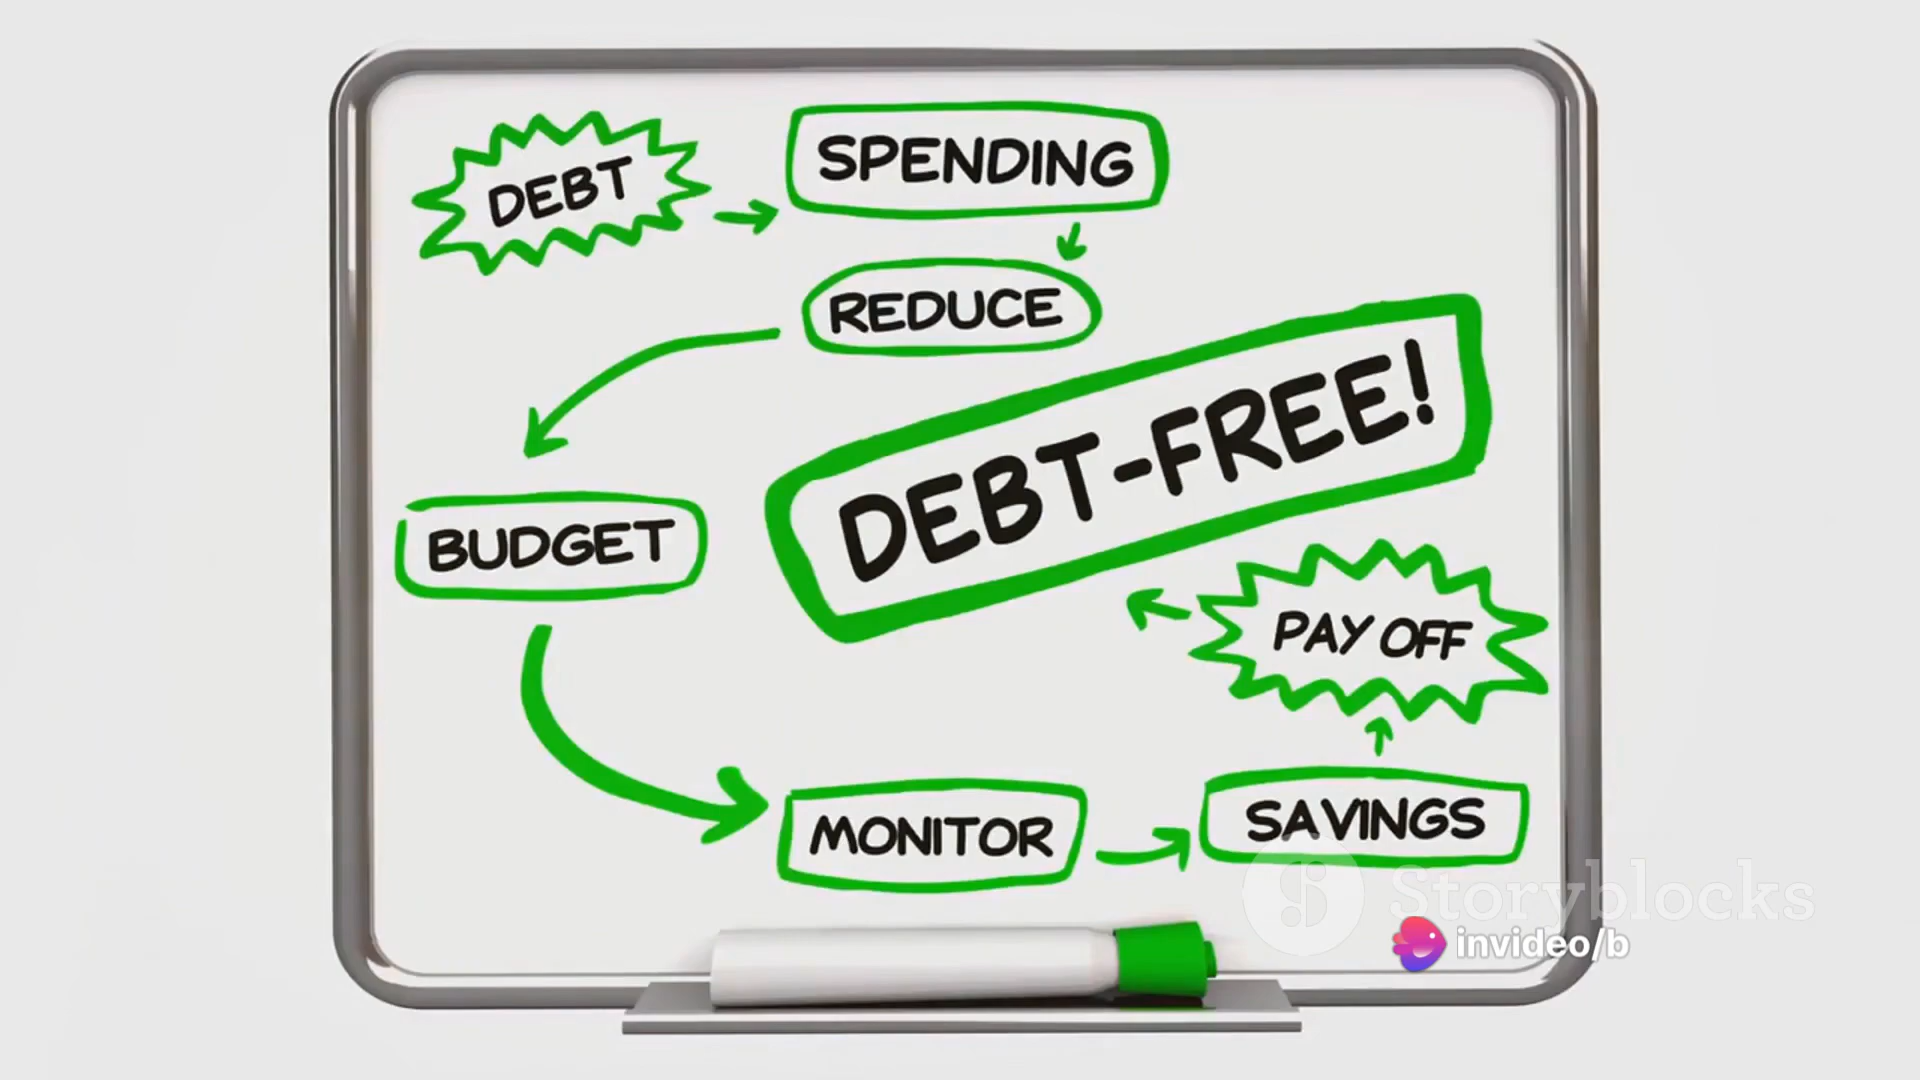 DEBT
SPENDING
REDUCE
DEBT-FREE!
BUDGET
PAY OFF
MONITOR
SAVINGS
Storyblocks
invideo/b